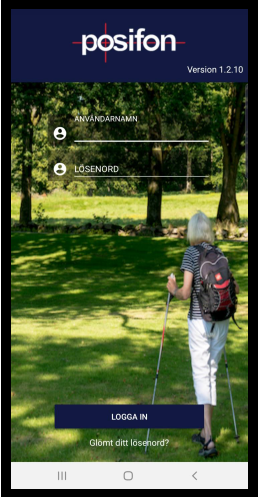 posifon
Version 1.2.10
ANVÄNDARNAMN
LÖSENORD
LOGGA IN
Glömt ditt lösenord?